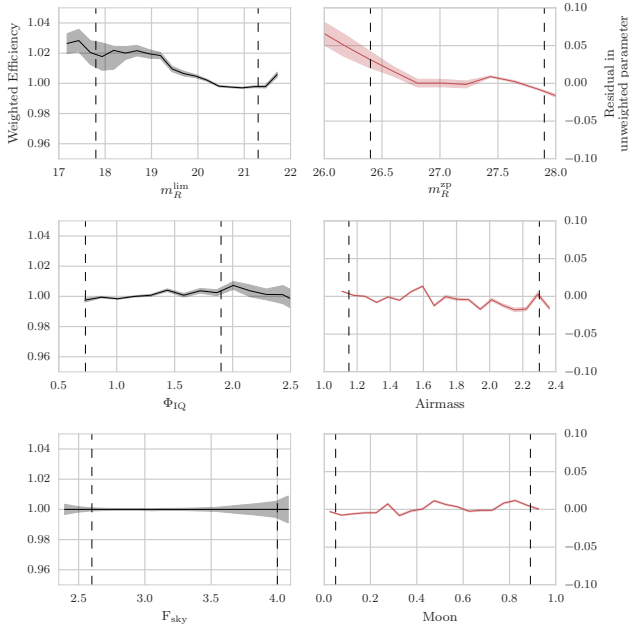 Weighted Efficiency
1.04
1.02
1.00
0.98
0.96
17 18 19 20 21 22
m_R^lim
0.10
0.05
0.00
−0.05
−0.10
Residual in
unweighted parameter
26.0 26.5 27.0 27.5 28.0
m_R^zp
1.04
1.02
1.00
0.98
0.96
0.5 1.0 1.5 2.0 2.5
Φ_IQ
0.10
0.05
0.00
−0.05
−0.10
1.0 1.2 1.4 1.6 1.8 2.0 2.2 2.4
Airmass
1.04
1.02
1.00
0.98
0.96
2.5 3.0 3.5 4.0
F_sky
0.10
0.05
0.00
−0.05
−0.10
0.0 0.2 0.4 0.6 0.8 1.0
Moon